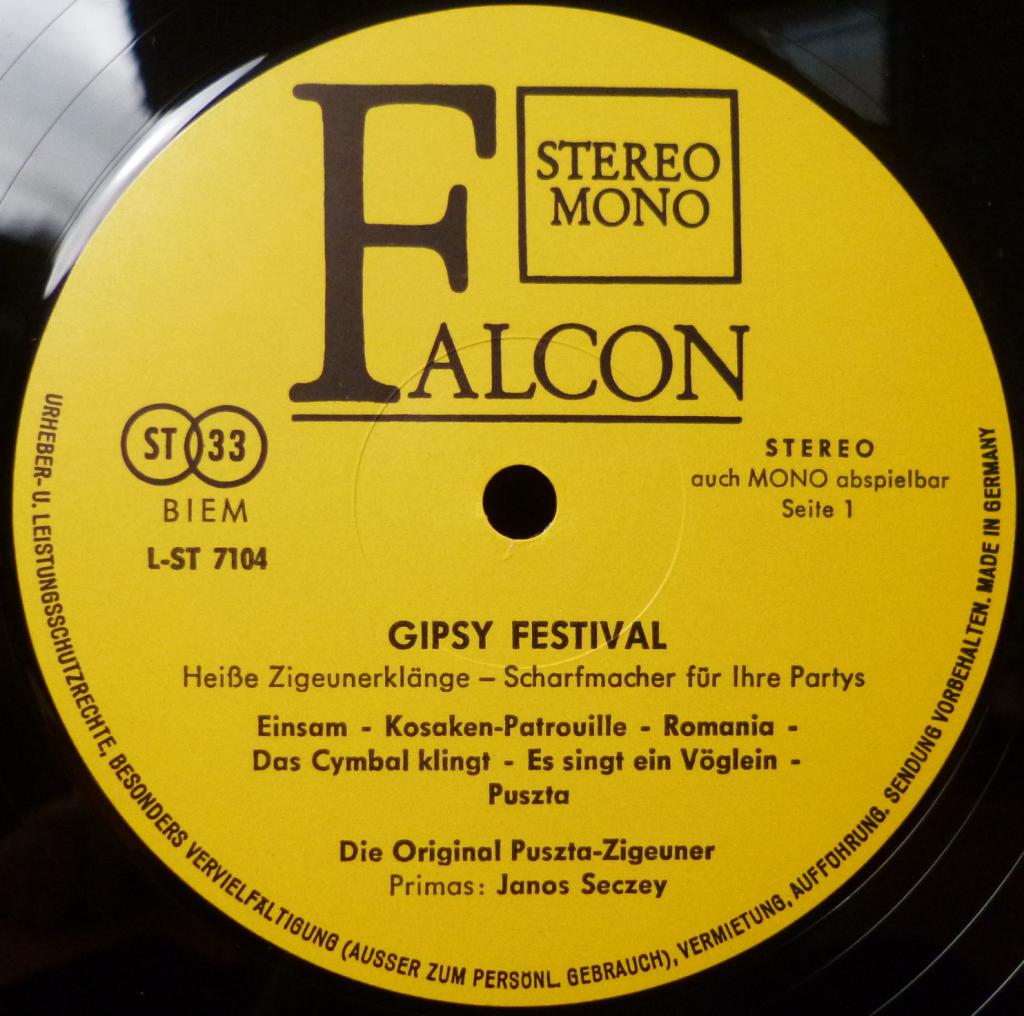 FALCON
STEREO
MONO
ST 33
BIEM
L-ST 7104
STEREO
auch MONO abspielbar
Seite 1
GIPSY FESTIVAL
Heiße Zigeunerklänge – Scharfmacher für Ihre Partys
Einsam - Kosaken-Patrouille - Romania -
Das Cymbal klingt - Es singt ein Vöglein -
Puszta
Die Original Puszta-Zigeuner
Primas: Janos Seczey
URHEBER- U. LEISTUNGSSCHUTZRECHTE, BESONDERS VERVIELFÄLTIGUNG (AUSSER ZUM PERSÖNL. GEBRAUCH), VERMIETUNG, AUFFÜHRUNG. SENDUNG VORBEHALTEN. MADE IN GERMANY